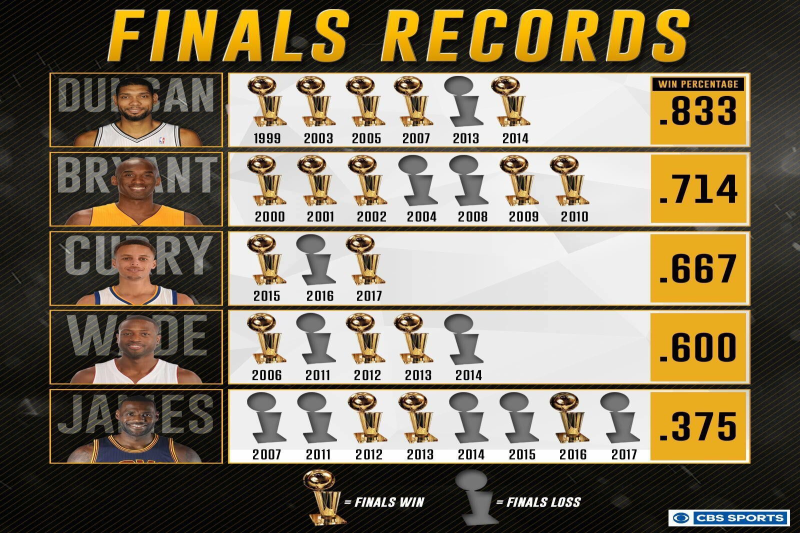 FINALS RECORDS
DUNCAN
1999 2003 2005 2007 2013 2014
WIN PERCENTAGE
.833
BRYANT
2000 2001 2002 2004 2008 2009 2010
.714
CURRY
2015 2016 2017
.667
WADE
2006 2011 2012 2013 2014
.600
JAMES
2007 2011 2012 2013 2014 2015 2016 2017
.375
= FINALS WIN
= FINALS LOSS
CBS SPORTS